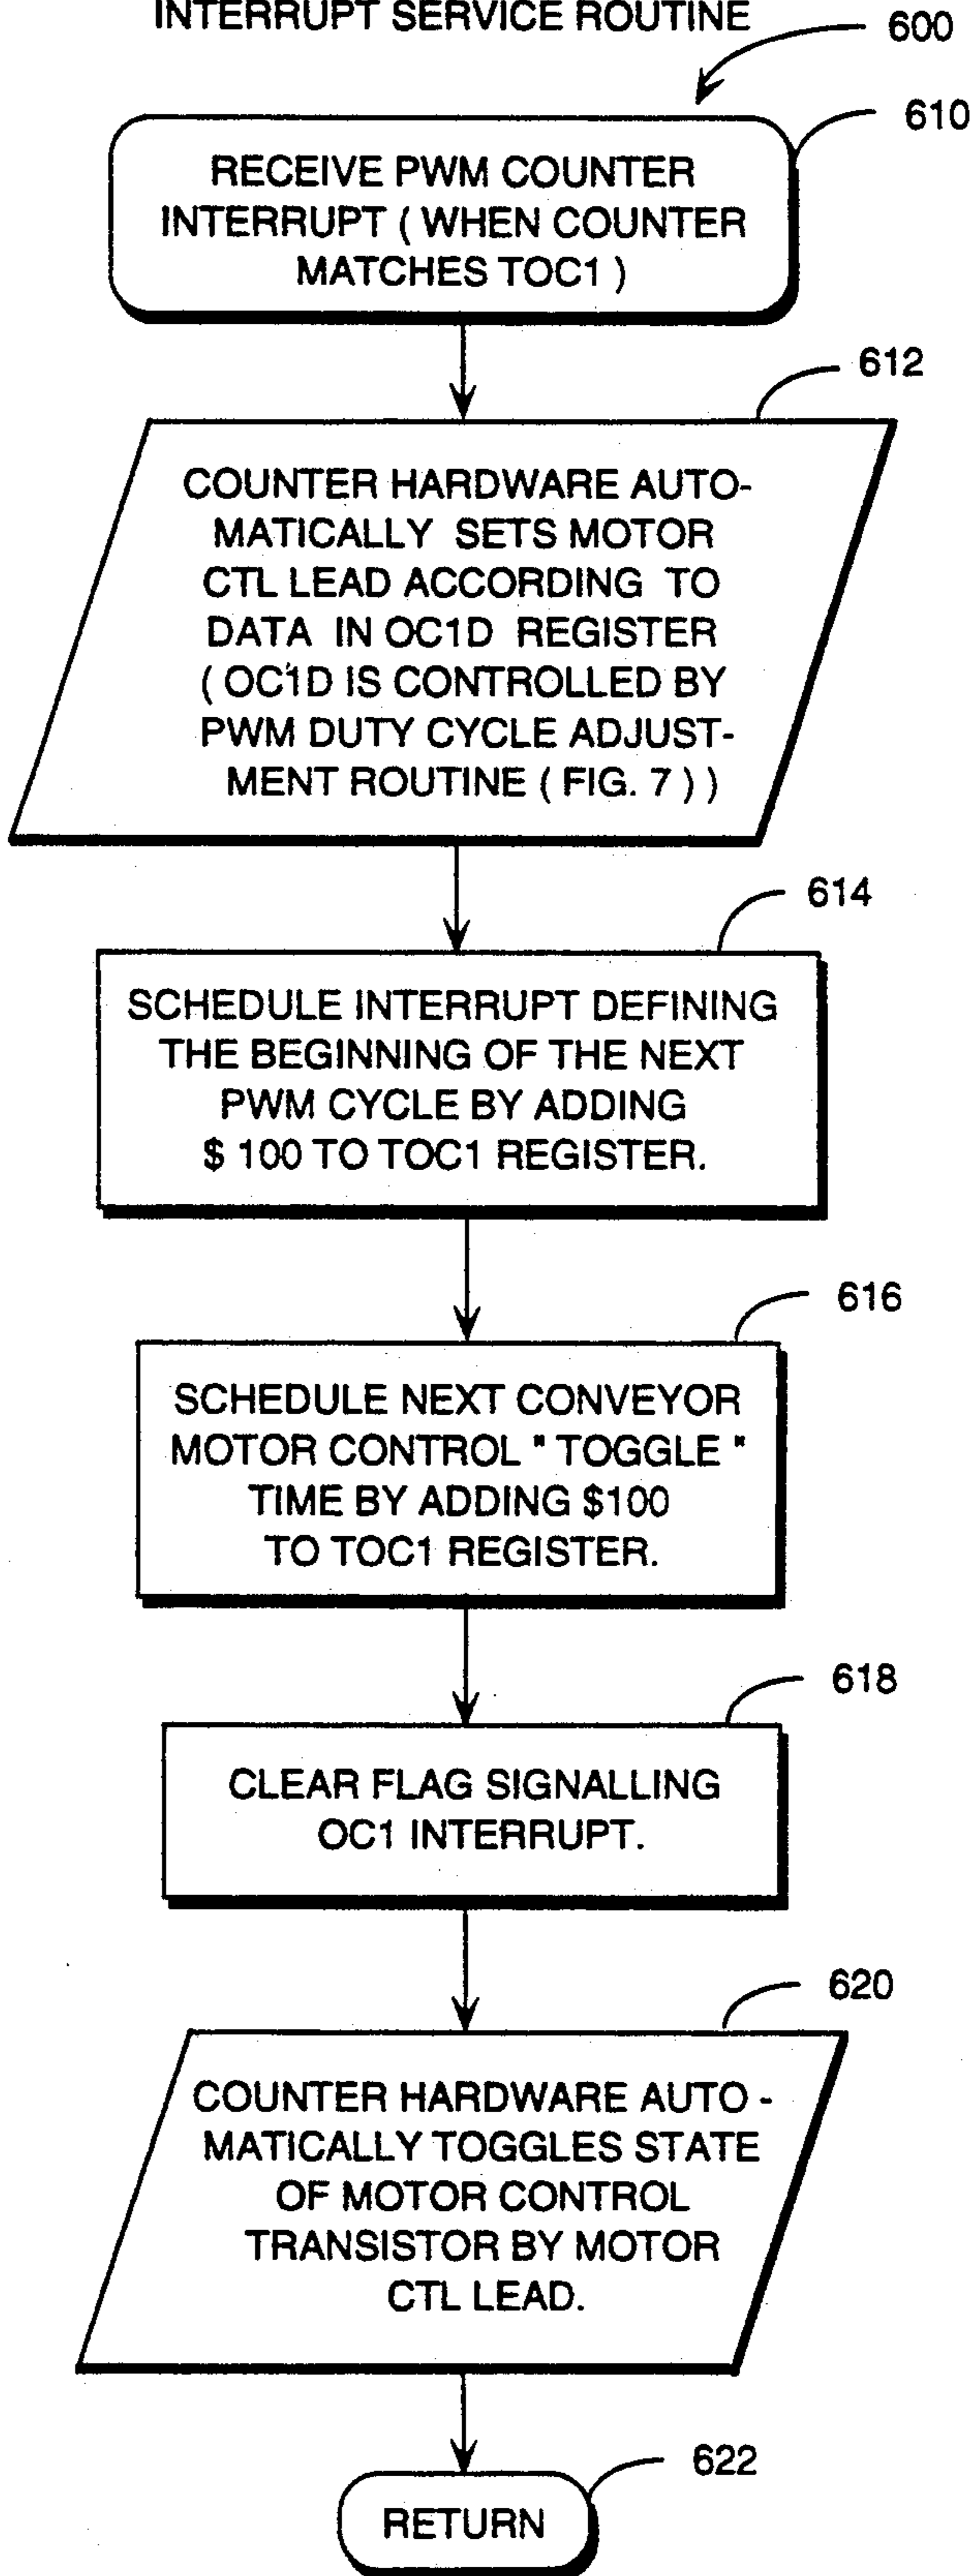 INTERRUPT SERVICE ROUTINE
600
610
RECEIVE PWM COUNTER
INTERRUPT ( WHEN COUNTER
MATCHES TOC1 )
612
COUNTER HARDWARE AUTO-
MATICALLY SETS MOTOR
CTL LEAD ACCORDING TO
DATA IN OC1D REGISTER
( OC1D IS CONTROLLED BY
PWM DUTY CYCLE ADJUST-
MENT ROUTINE ( FIG. 7 ) )
614
SCHEDULE INTERRUPT DEFINING
THE BEGINNING OF THE NEXT
PWM CYCLE BY ADDING
$ 100 TO TOC1 REGISTER.
616
SCHEDULE NEXT CONVEYOR
MOTOR CONTROL " TOGGLE "
TIME BY ADDING $100
TO TOC1 REGISTER.
618
CLEAR FLAG SIGNALLING
OC1 INTERRUPT.
620
COUNTER HARDWARE AUTO -
MATICALLY TOGGLES STATE
OF MOTOR CONTROL
TRANSISTOR BY MOTOR
CTL LEAD.
622
RETURN